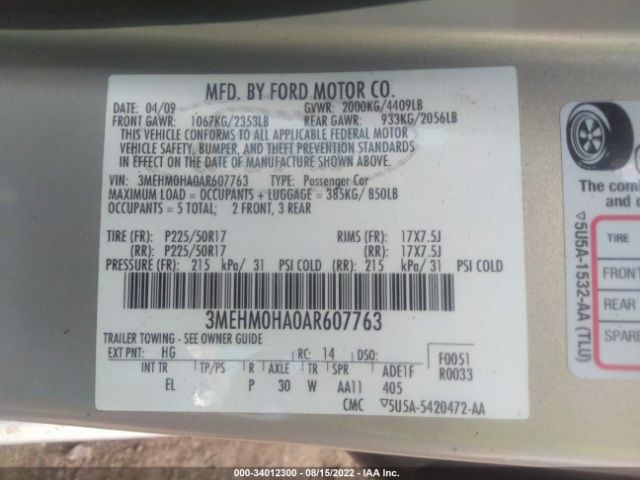 MFD. BY FORD MOTOR CO.
DATE: 04/09 GVWR: 2000KG/4409LB
FRONT GAWR: 1067KG/2353LB REAR GAWR: 933KG/2056LB
THIS VEHICLE CONFORMS TO ALL APPLICABLE FEDERAL MOTOR
VEHICLE SAFETY, BUMPER, AND THEFT PREVENTION STANDARDS
IN EFFECT ON THE DATE OF MANUFACTURE SHOWN ABOVE.
VIN: 3MEHM0HA0AR607763 TYPE: Passenger Car
MAXIMUM LOAD = OCCUPANTS + LUGGAGE = 385KG/ 850LB
OCCUPANTS = 5 TOTAL; 2 FRONT, 3 REAR
TIRE (FR): P225/50R17 RIMS (FR): 17X7.5J
(RR): P225/50R17 (RR): 17X7.5J
PRESSURE (FR): 215 kPa/ 31 PSI COLD (RR): 215 kPa/ 31 PSI COLD
3MEHM0HA0AR607763
TRAILER TOWING - SEE OWNER GUIDE
EXT PNT: HG RC: 14 DSO: F0051
INT TR TP/PS R AXLE TR SPR ADE1F R0033
EL P 30 W AA11 405
CMC ▽5U5A-5420472-AA
The com
and
▽5U5A-1532-AA (TLU)
TIRE
FRONT
REAR
SPARE
000-34012300 - 08/15/2022 - IAA Inc.